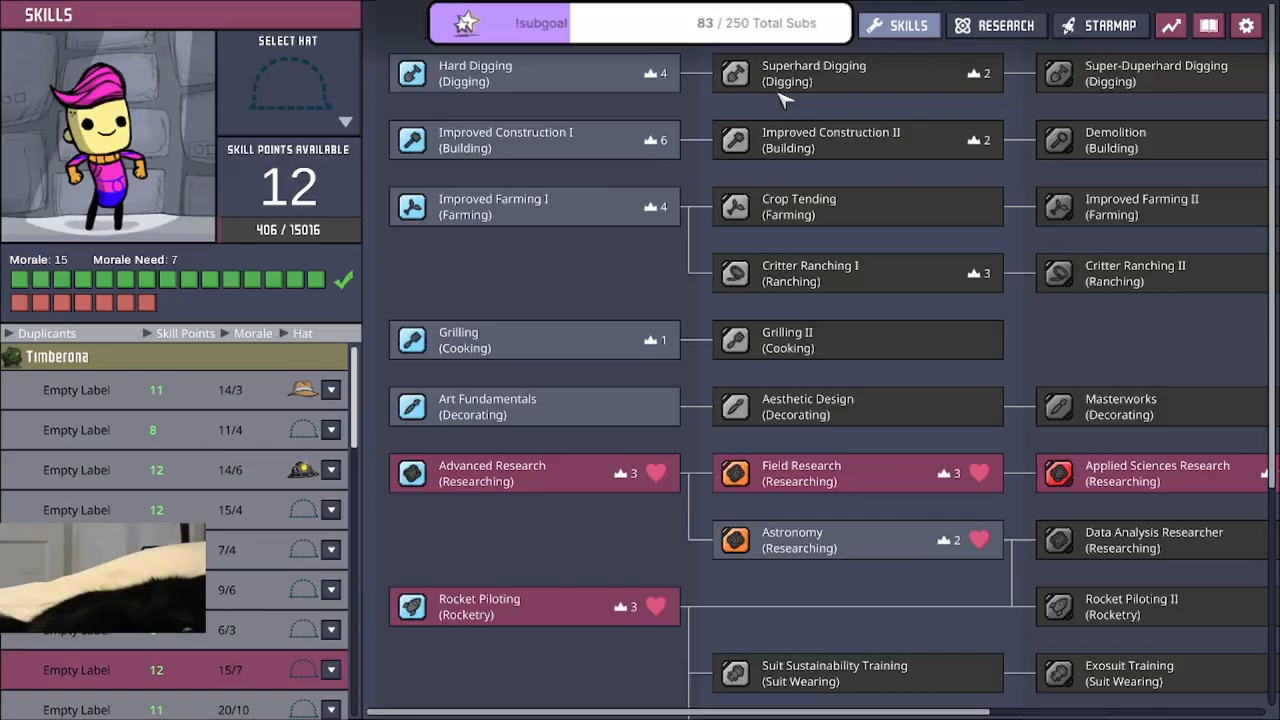 SKILLS
!subgoal
83 / 250 Total Subs
SKILLS
RESEARCH
STARMAP
SELECT HAT
SKILL POINTS AVAILABLE
12
406 / 15016
Morale: 15 Morale Need: 7
Duplicants Skill Points Morale Hat
Timberona
Empty Label 11 14/3
Empty Label 8 11/4
Empty Label 12 14/6
Empty Label 12 15/4
7/4
9/6
6/3
Empty Label 12 15/7
Empty Label 11 20/10
Hard Digging
(Digging)
4
Superhard Digging
(Digging)
2
Super-Duperhard Digging
(Digging)
Improved Construction I
(Building)
6
Improved Construction II
(Building)
2
Demolition
(Building)
Improved Farming I
(Farming)
4
Crop Tending
(Farming)
Improved Farming II
(Farming)
Critter Ranching I
(Ranching)
3
Critter Ranching II
(Ranching)
Grilling
(Cooking)
1
Grilling II
(Cooking)
Art Fundamentals
(Decorating)
Aesthetic Design
(Decorating)
Masterworks
(Decorating)
Advanced Research
(Researching)
3
Field Research
(Researching)
3
Applied Sciences Research
(Researching)
Astronomy
(Researching)
2
Data Analysis Researcher
(Researching)
Rocket Piloting
(Rocketry)
3
Rocket Piloting II
(Rocketry)
Suit Sustainability Training
(Suit Wearing)
Exosuit Training
(Suit Wearing)